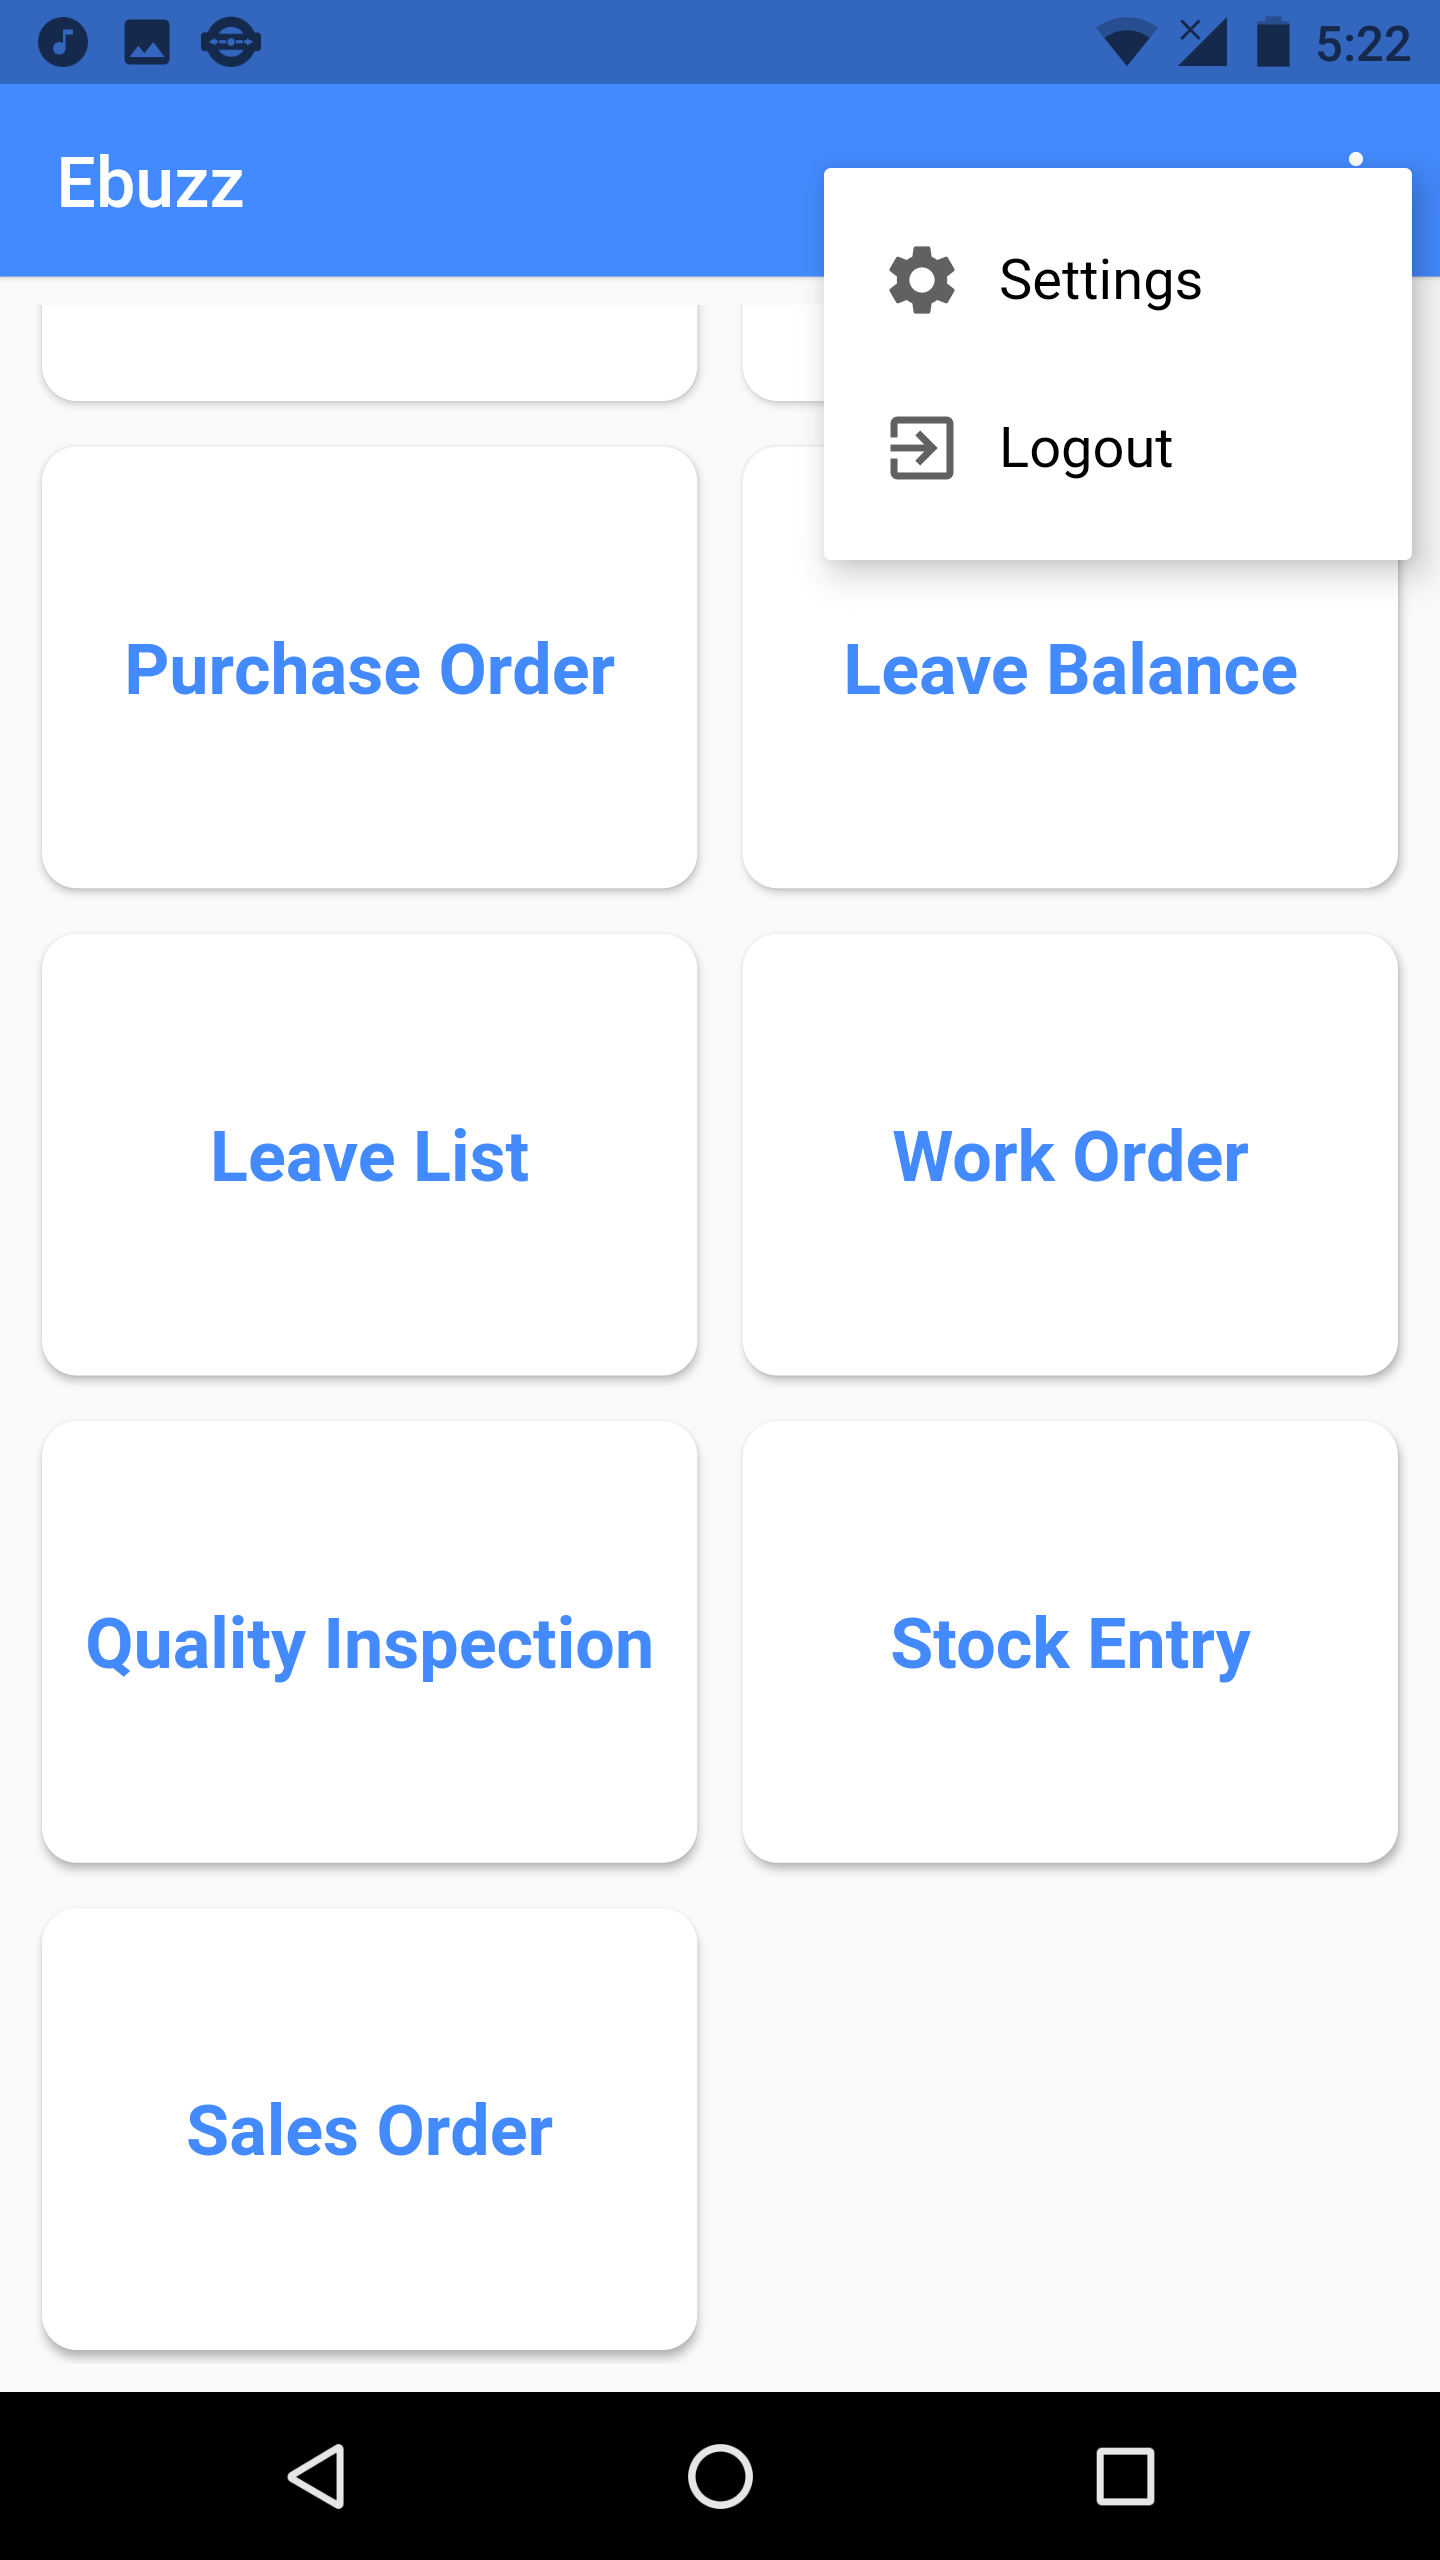 5:22
Ebuzz
Settings
Logout
Purchase Order
Leave Balance
Leave List
Work Order
Quality Inspection
Stock Entry
Sales Order